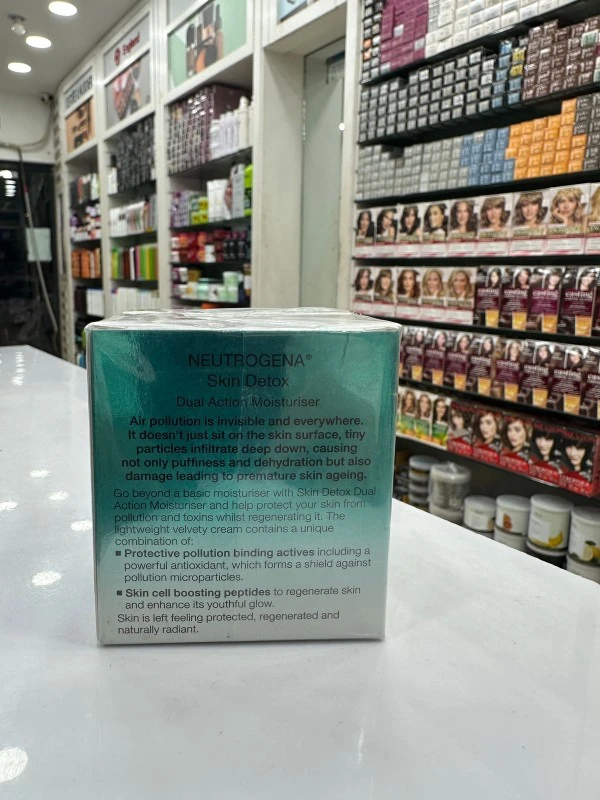 NEUTROGENA®
Skin Detox
Dual Action Moisturiser
Air pollution is invisible and everywhere.
It doesn't just sit on the skin surface, tiny
particles infiltrate deep down, causing
not only puffiness and dehydration but also
damage leading to premature skin ageing.
Go beyond a basic moisturiser with Skin Detox Dual
Action Moisturiser and help protect your skin from
pollution and toxins whilst regenerating it. The
lightweight velvety cream contains a unique
combination of:
▪ Protective pollution binding actives including a
powerful antioxidant, which forms a shield against
pollution microparticles.
▪ Skin cell boosting peptides to regenerate skin
and enhance its youthful glow.
Skin is left feeling protected, regenerated and
naturally radiant.